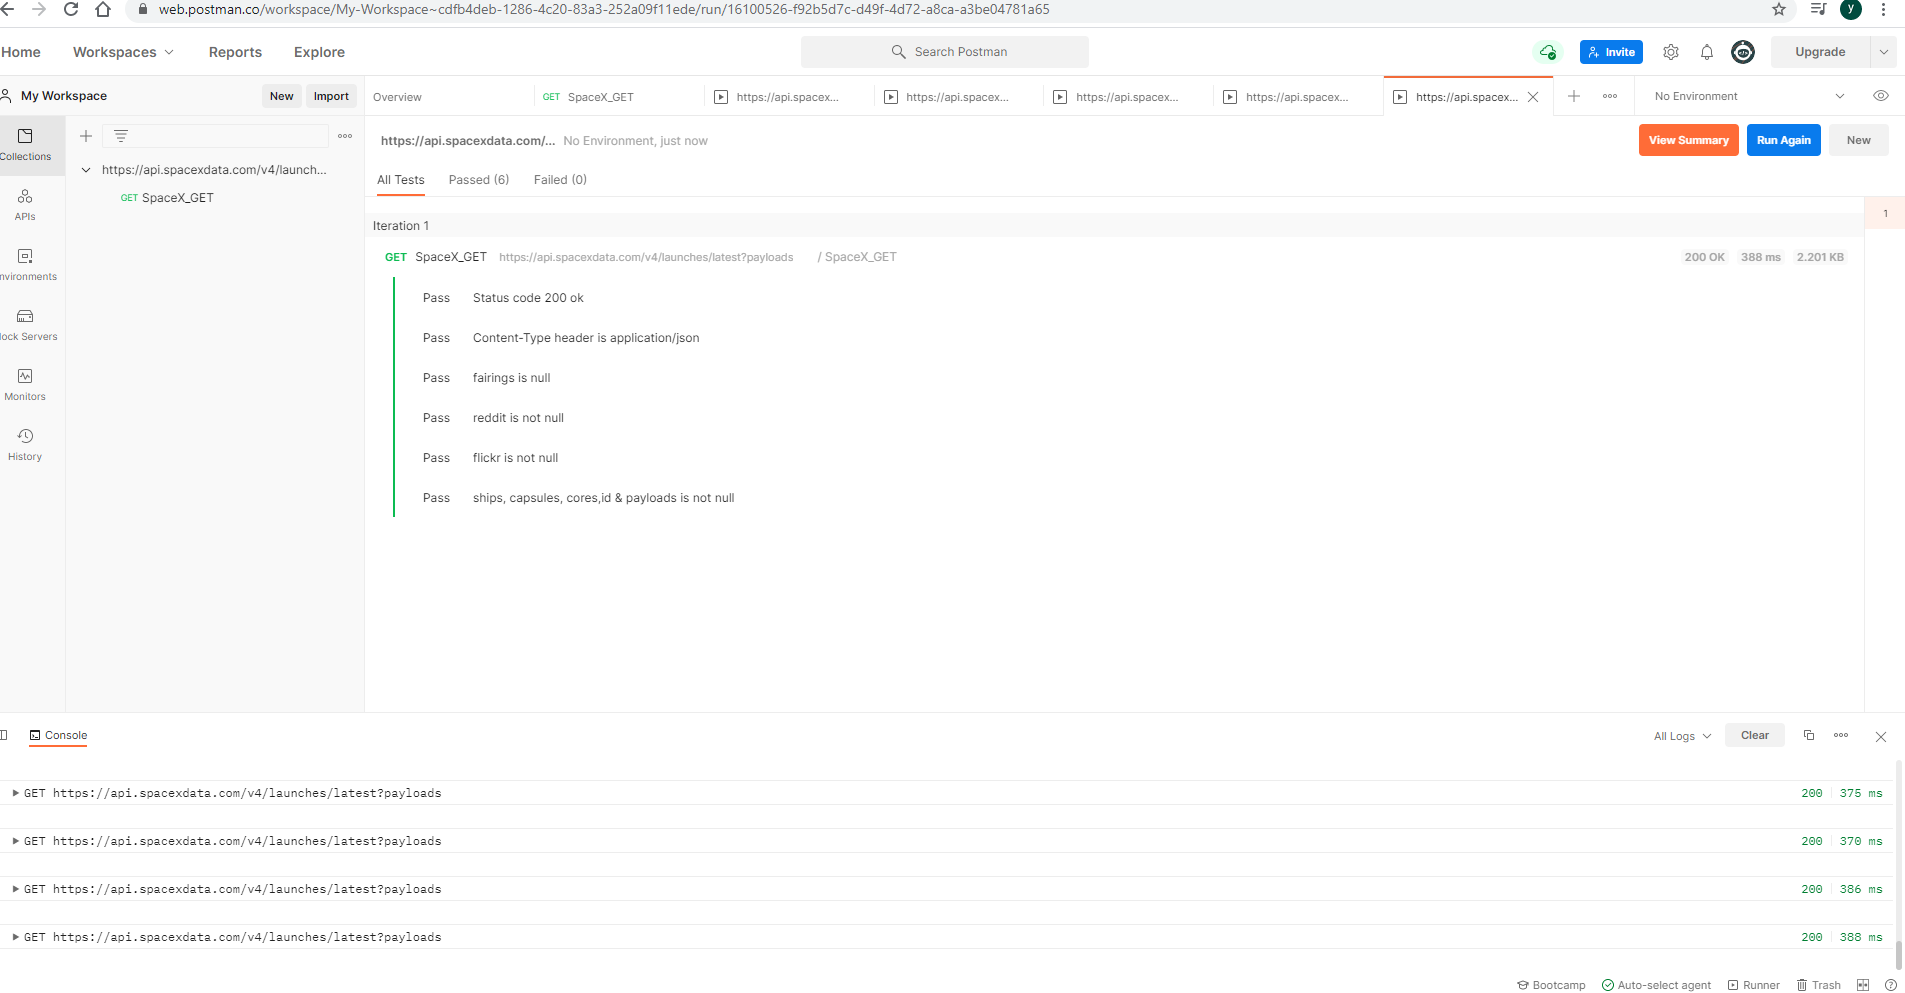 web.postman.co/workspace/My-Workspace~cdfb4deb-1286-4c20-83a3-252a09f11ede/run/16100526-f92b5d7c-d49f-4d72-a8ca-a3be04781a65
y
Home Workspaces Reports Explore
Search Postman
Invite
Upgrade
My Workspace
New
Import
Overview
GET SpaceX_GET
https://api.spacex...
https://api.spacex...
https://api.spacex...
https://api.spacex...
https://api.spacex...
No Environment
Collections
APIs
nvironments
lock Servers
Monitors
History
https://api.spacexdata.com/v4/launch...
GET SpaceX_GET
https://api.spacexdata.com/... No Environment, just now
View Summary
Run Again
New
All Tests Passed (6) Failed (0)
Iteration 1
1
GET SpaceX_GET https://api.spacexdata.com/v4/launches/latest?payloads / SpaceX_GET
200 OK 388 ms 2.201 KB
Pass Status code 200 ok
Pass Content-Type header is application/json
Pass fairings is null
Pass reddit is not null
Pass flickr is not null
Pass ships, capsules, cores,id & payloads is not null
Console
All Logs
Clear
GET https://api.spacexdata.com/v4/launches/latest?payloads 200 375 ms
GET https://api.spacexdata.com/v4/launches/latest?payloads 200 370 ms
GET https://api.spacexdata.com/v4/launches/latest?payloads 200 386 ms
GET https://api.spacexdata.com/v4/launches/latest?payloads 200 388 ms
Bootcamp Auto-select agent Runner Trash